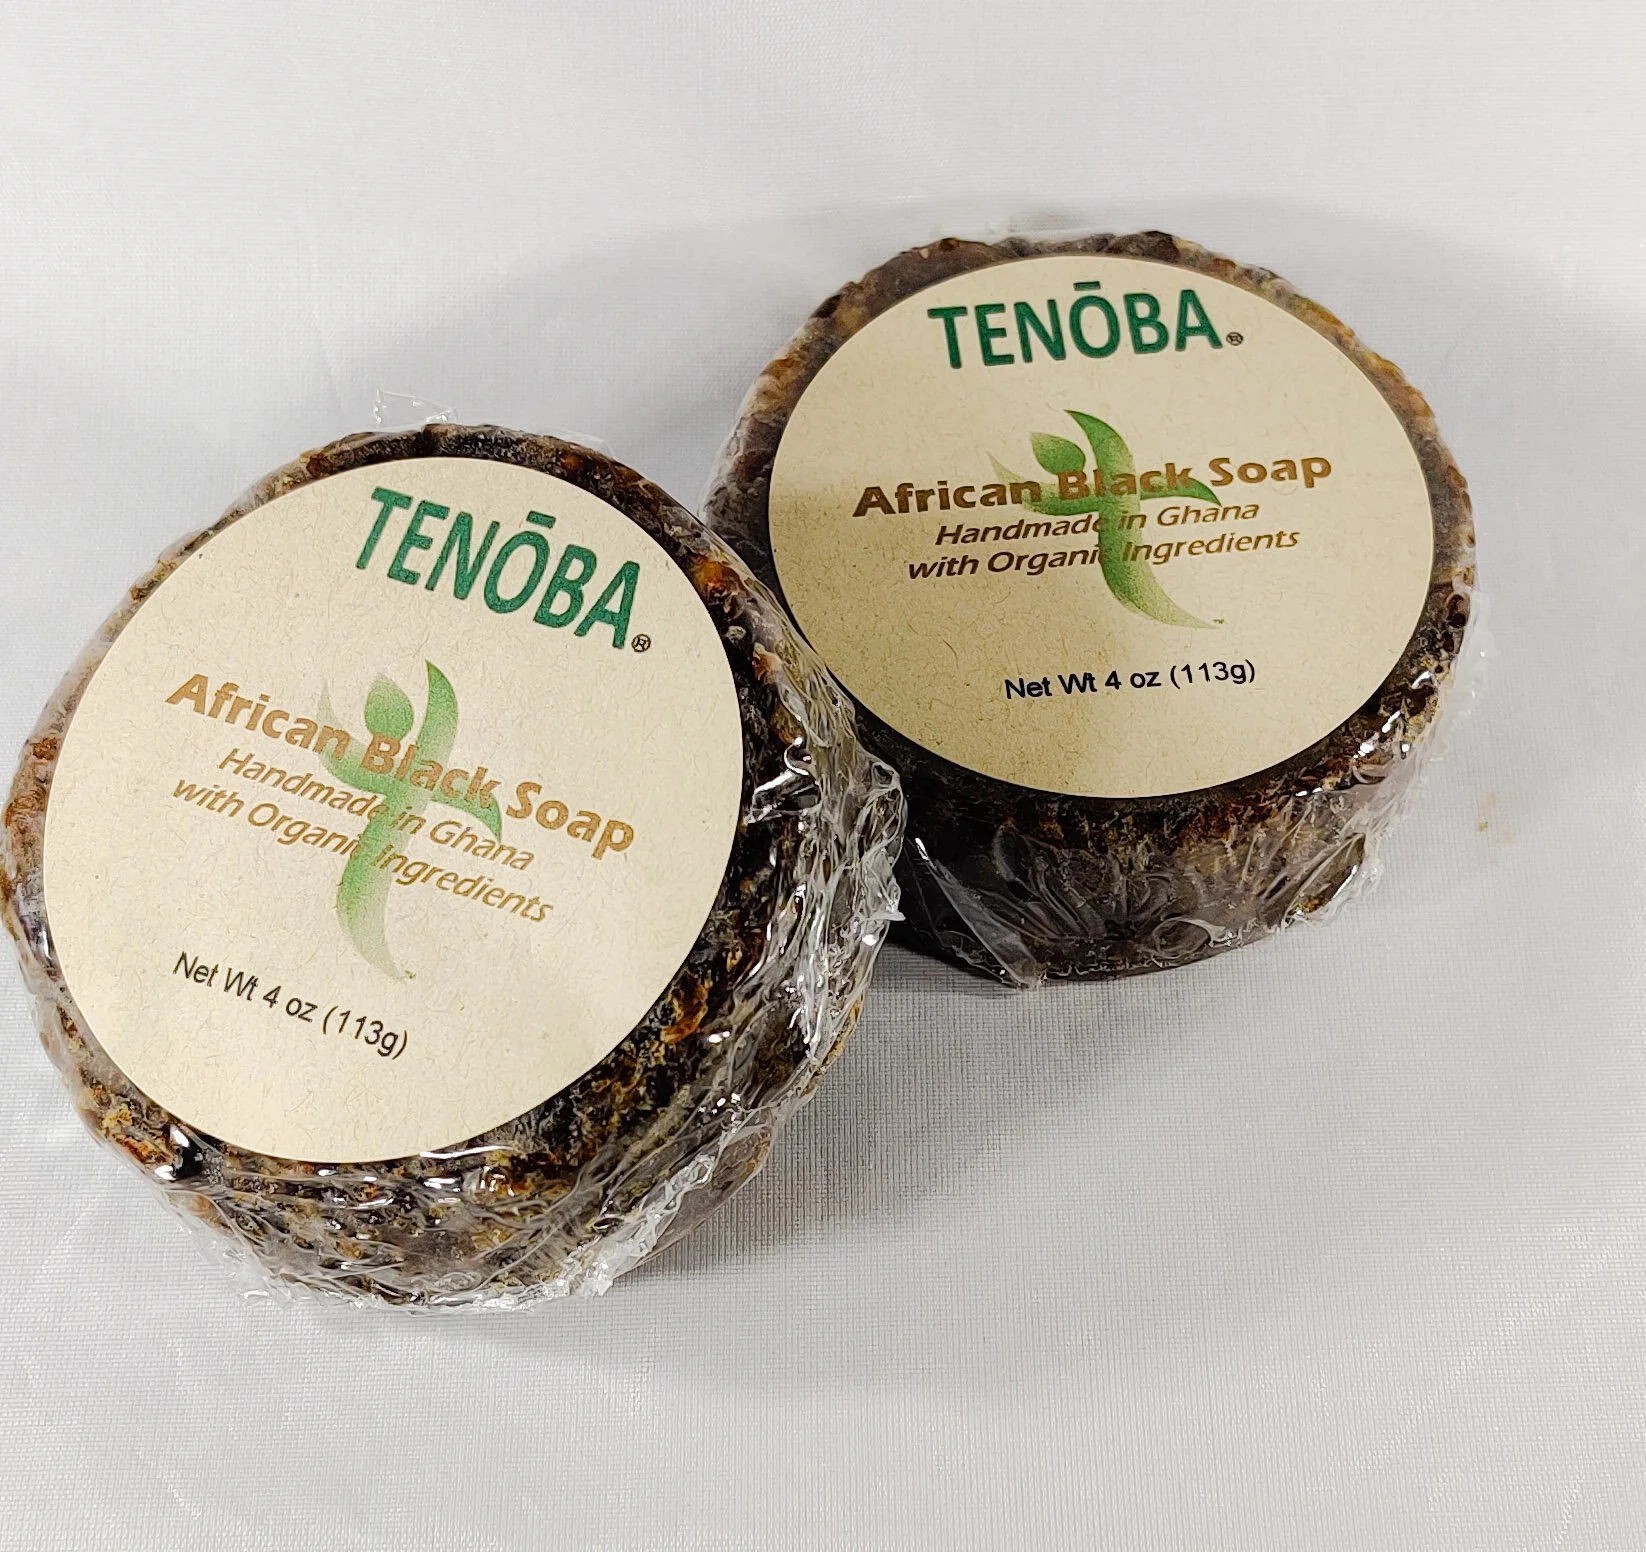 TENŌBA®
African Black Soap
Handmade in Ghana
with Organic Ingredients
Net Wt 4 oz (113g)
TENŌBA®
African Black Soap
Handmade in Ghana
with Organic Ingredients
Net Wt 4 oz (113g)